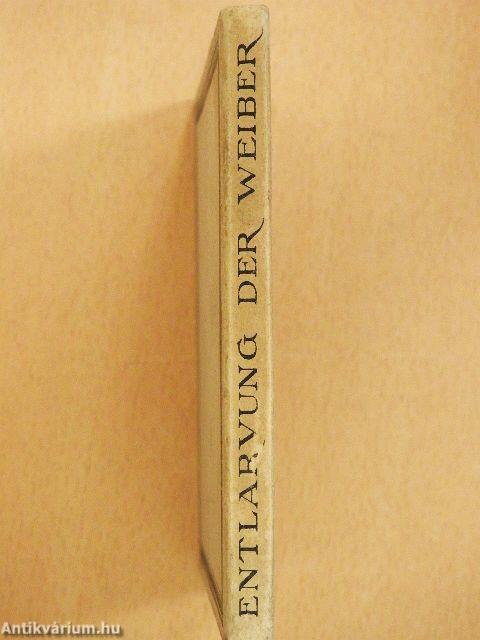 ENTLARVUNG DER WEIBER
Antikvárium.hu